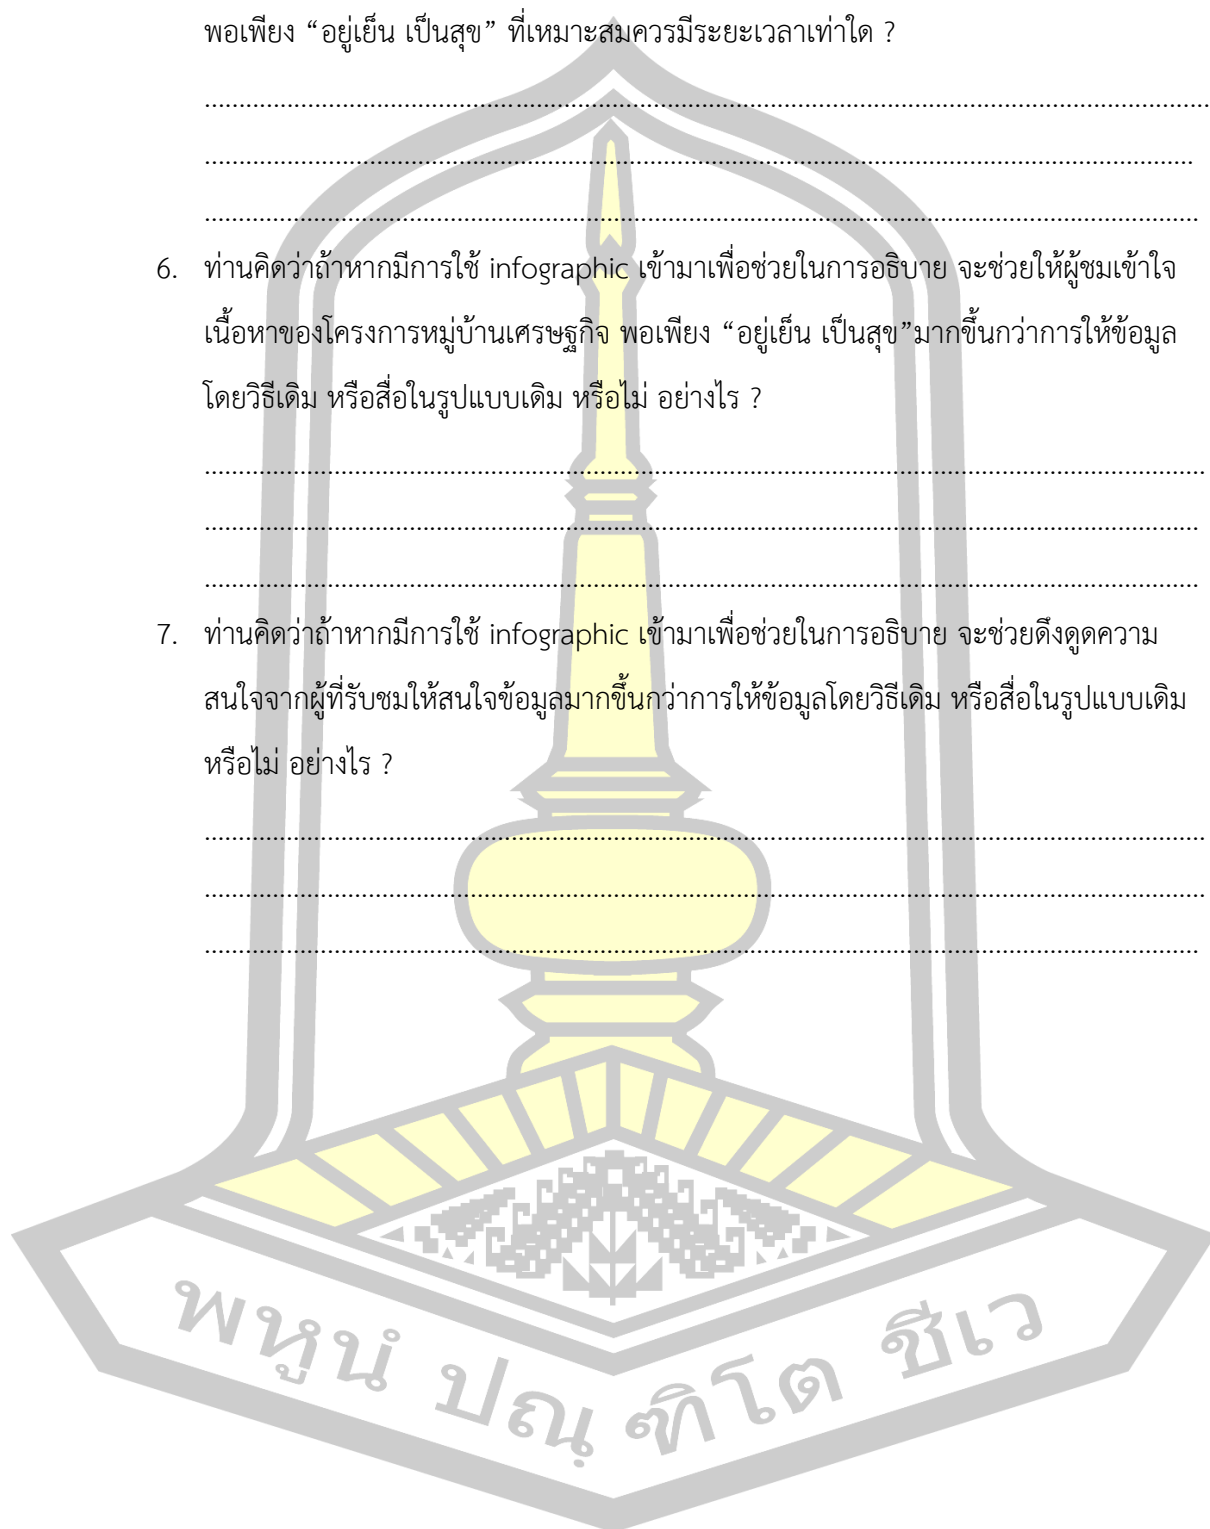 พอเพียง “อยู่เย็น เป็นสุข” ที่เหมาะสมควรมีระยะเวลาเท่าใด ?
6. ท่านคิดว่าถ้าหากมีการใช้ infographic เข้ามาเพื่อช่วยในการอธิบาย จะช่วยให้ผู้ชมเข้าใจ
เนื้อหาของโครงการหมู่บ้านเศรษฐกิจ พอเพียง “อยู่เย็น เป็นสุข”มากขึ้นกว่าการให้ข้อมูล
โดยวิธีเดิม หรือสื่อในรูปแบบเดิม หรือไม่ อย่างไร ?
7. ท่านคิดว่าถ้าหากมีการใช้ infographic เข้ามาเพื่อช่วยในการอธิบาย จะช่วยดึงดูดความ
สนใจจากผู้ที่รับชมให้สนใจข้อมูลมากขึ้นกว่าการให้ข้อมูลโดยวิธีเดิม หรือสื่อในรูปแบบเดิม
หรือไม่ อย่างไร ?
พหูนํ ปณฺฑิโต ชีเว